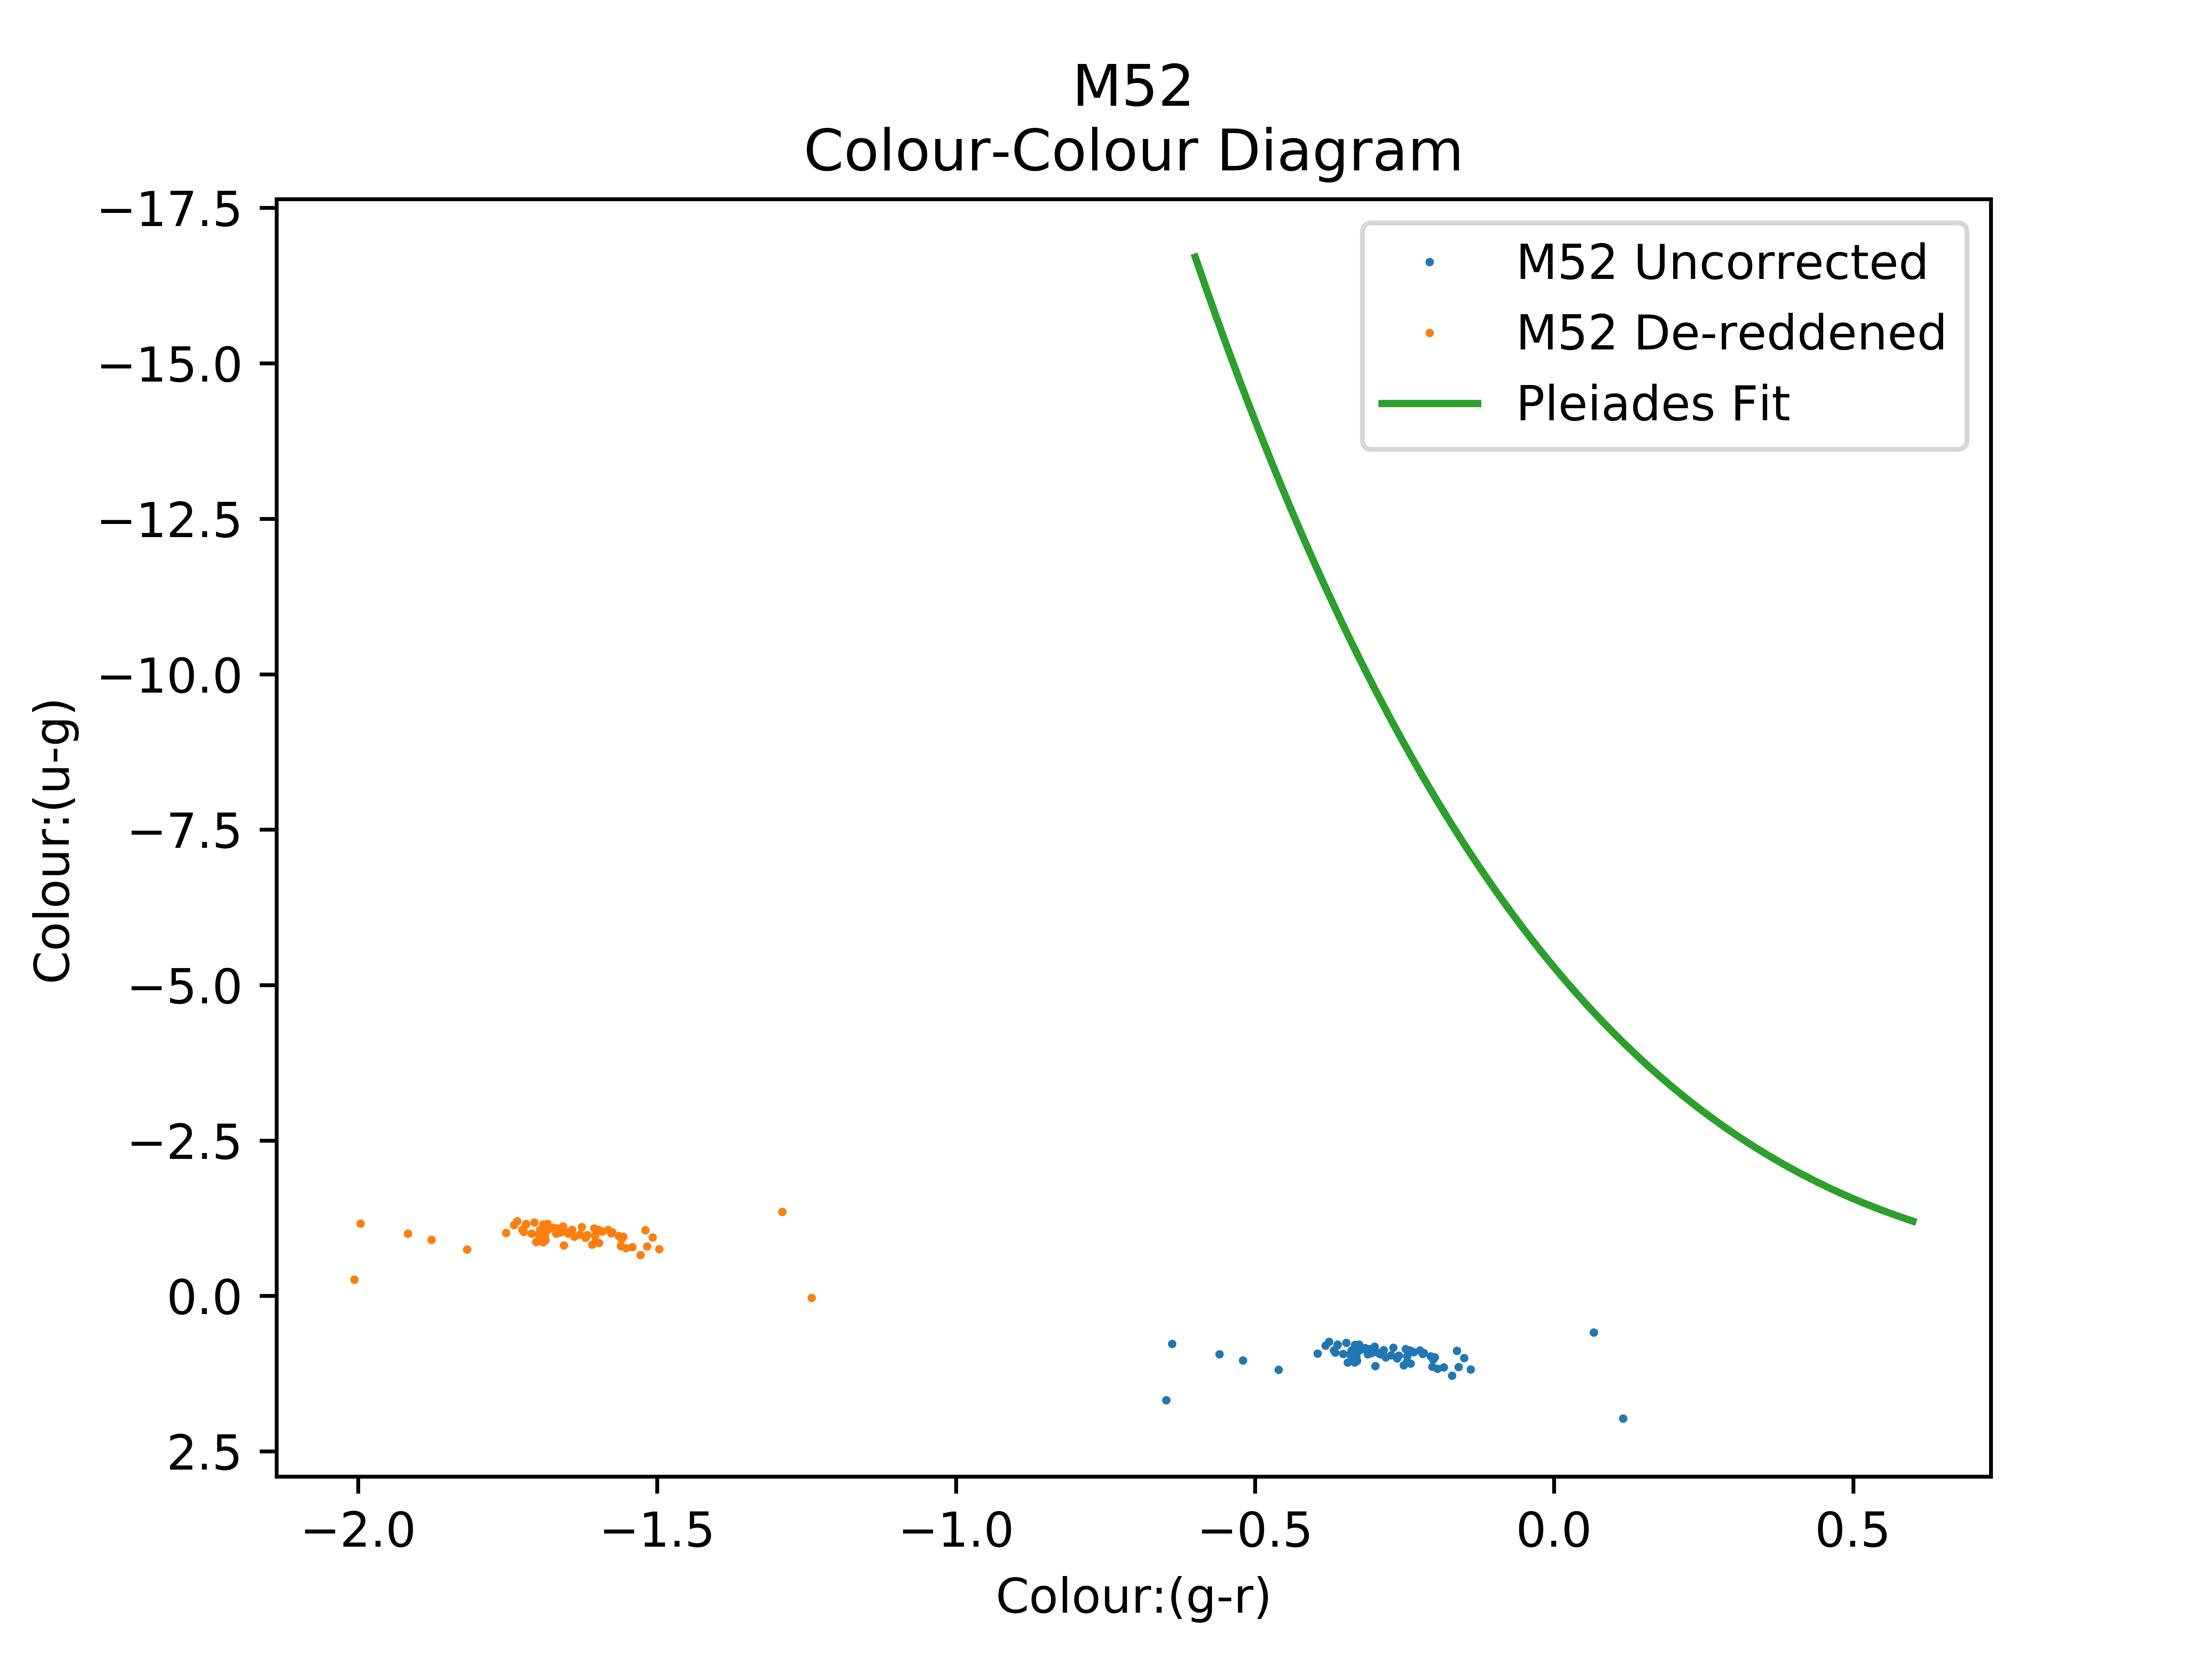 M52
Colour-Colour Diagram
M52 Uncorrected
M52 De-reddened
Pleiades Fit
Colour:(u-g)
−17.5
−15.0
−12.5
−10.0
−7.5
−5.0
−2.5
0.0
2.5
−2.0 −1.5 −1.0 −0.5 0.0 0.5
Colour:(g-r)